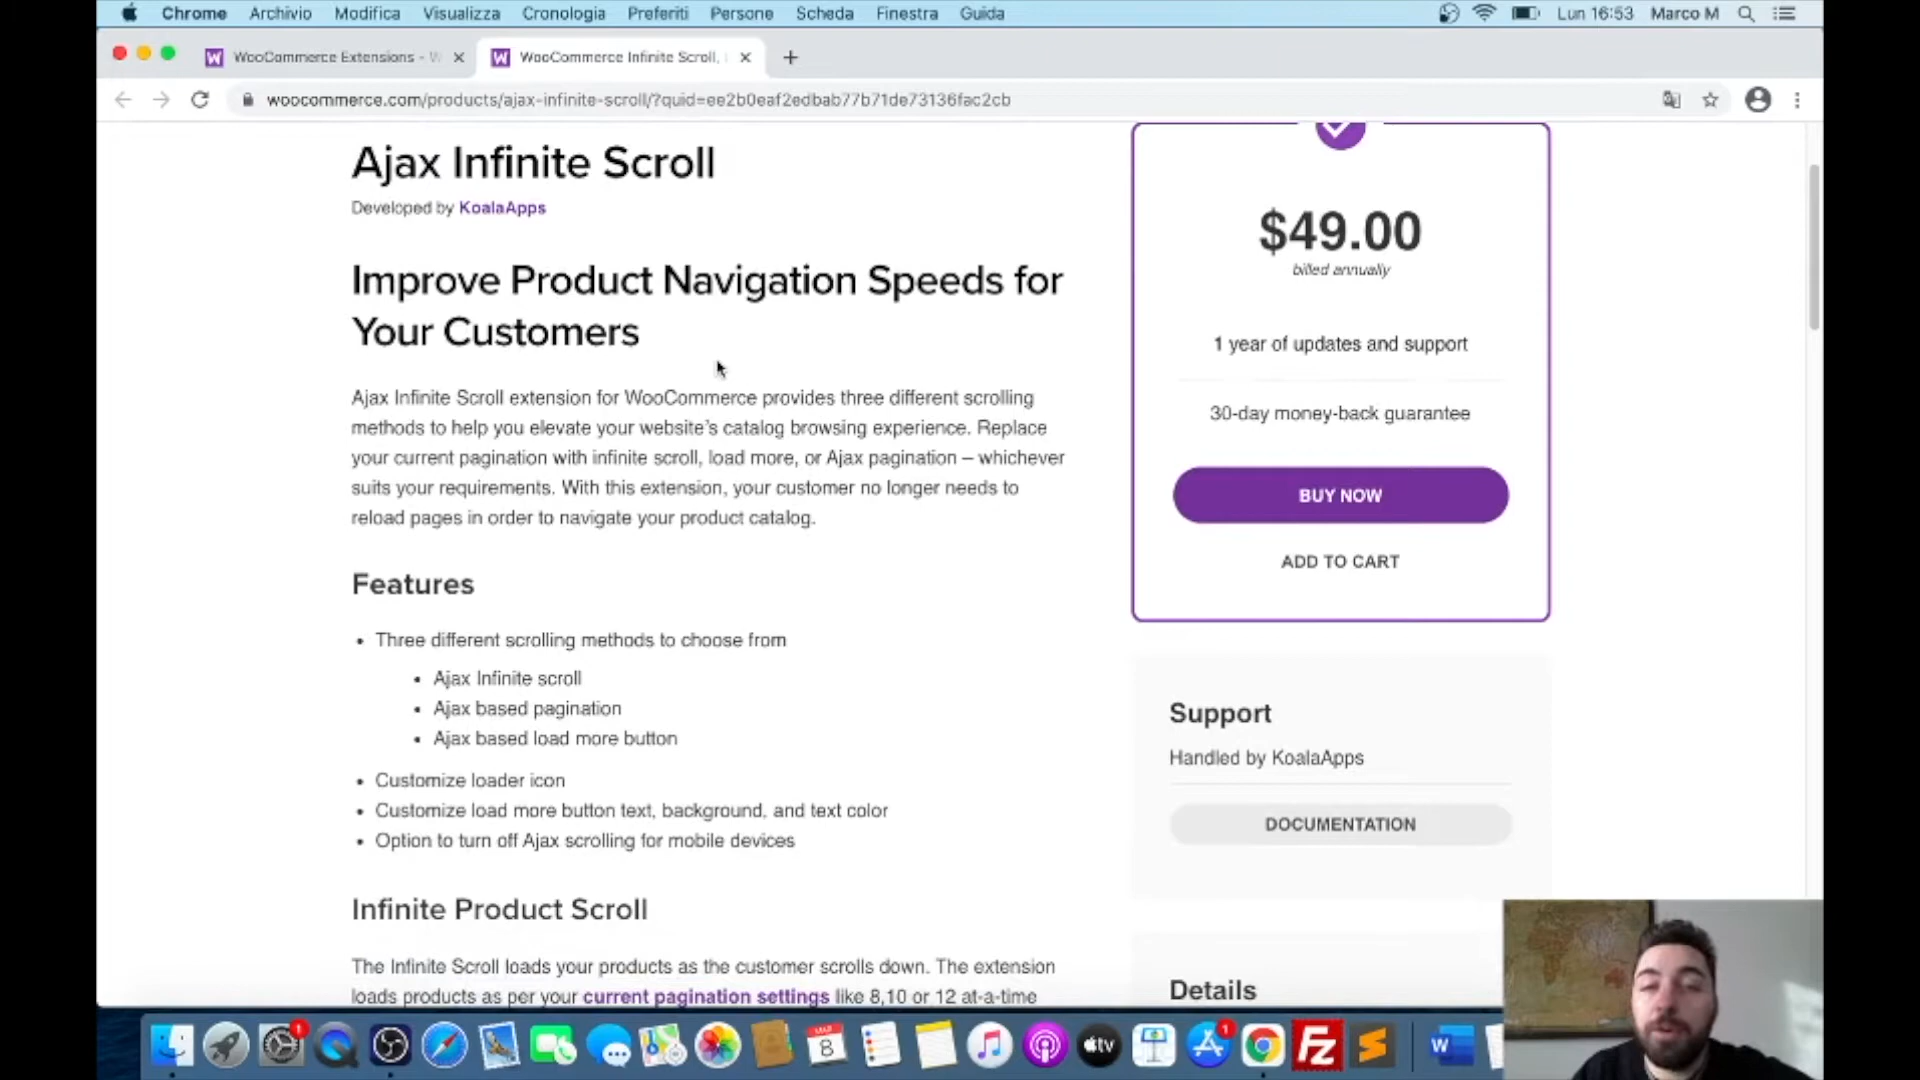 Chrome Archivio Modifica Visualizza Cronologia Preferiti Persone Scheda Finestra Guida Lun 16:53 Marco M
WooCommerce Extensions - WooCommerce Infinite Scroll,
woocommerce.com/products/ajax-infinite-scroll/?quid=ee2b0eaf2edbab77b71de73136fac2cb
Ajax Infinite Scroll
Developed by KoalaApps
Improve Product Navigation Speeds for
Your Customers
Ajax Infinite Scroll extension for WooCommerce provides three different scrolling
methods to help you elevate your website’s catalog browsing experience. Replace
your current pagination with infinite scroll, load more, or Ajax pagination – whichever
suits your requirements. With this extension, your customer no longer needs to
reload pages in order to navigate your product catalog.
Features
• Three different scrolling methods to choose from
• Ajax Infinite scroll
• Ajax based pagination
• Ajax based load more button
• Customize loader icon
• Customize load more button text, background, and text color
• Option to turn off Ajax scrolling for mobile devices
Infinite Product Scroll
The Infinite Scroll loads your products as the customer scrolls down. The extension
loads products as per your current pagination settings like 8,10 or 12 at-a-time
$49.00
billed annually
1 year of updates and support
30-day money-back guarantee
BUY NOW
ADD TO CART
Support
Handled by KoalaApps
DOCUMENTATION
Details
1
MAR
8
tv
1
Fz
W